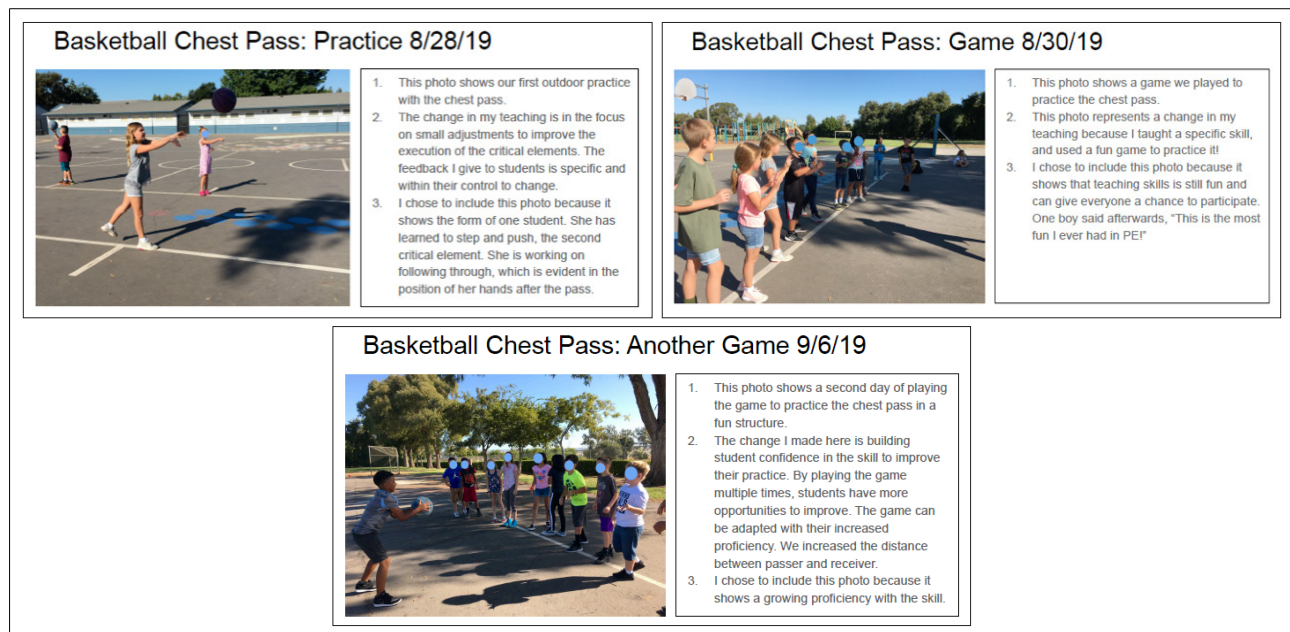 Basketball Chest Pass: Practice 8/28/19
1. This photo shows our first outdoor practice
with the chest pass.
2. The change in my teaching is in the focus
on small adjustments to improve the
execution of the critical elements. The
feedback I give to students is specific and
within their control to change.
3. I chose to include this photo because it
shows the form of one student. She has
learned to step and push, the second
critical element. She is working on
following through, which is evident in the
position of her hands after the pass.
Basketball Chest Pass: Game 8/30/19
1. This photo shows a game we played to
practice the chest pass.
2. This photo represents a change in my
teaching because I taught a specific skill,
and used a fun game to practice it!
3. I chose to include this photo because it
shows that teaching skills is still fun and
can give everyone a chance to participate.
One boy said afterwards, "This is the most
fun I ever had in PE!"
Basketball Chest Pass: Another Game 9/6/19
1. This photo shows a second day of playing
the game to practice the chest pass in a
fun structure.
2. The change I made here is building
student confidence in the skill to improve
their practice. By playing the game
multiple times, students have more
opportunities to improve. The game can
be adapted with their increased
proficiency. We increased the distance
between passer and receiver.
3. I chose to include this photo because it
shows a growing proficiency with the skill.